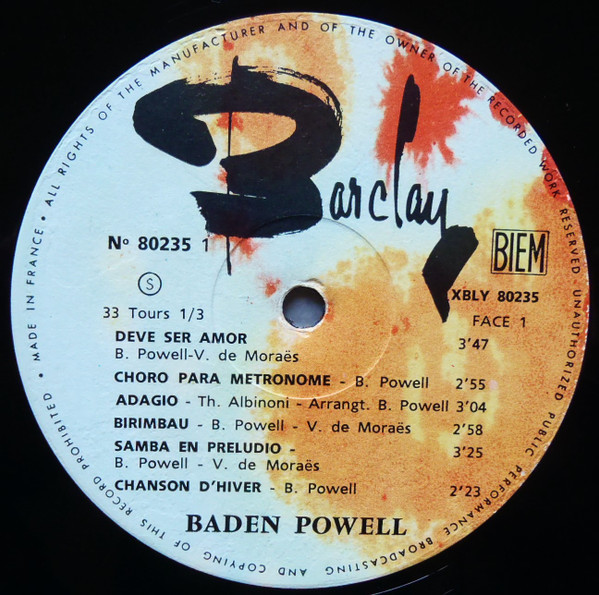 MADE IN FRANCE • ALL RIGHTS OF THE MANUFACTURER AND OF THE OWNER OF THE RECORDED WORK RESERVED UNAUTHORIZED PUBLIC PERFORMANCE BROADCASTING AND COPYING OF THIS RECORD PROHIBITED •
Barclay
Nº 80235 1
BIEM
S
XBLY 80235
33 Tours 1/3
FACE 1
DEVE SER AMOR 3'47
B. Powell-V. de Moraës
CHORO PARA METRONOME - B. Powell 2'55
ADAGIO - Th. Albinoni - Arrangt. B. Powell 3'04
BIRIMBAU - B. Powell - V. de Moraës 2'58
SAMBA EN PRELUDIO - 3'25
B. Powell - V. de Moraës
CHANSON D'HIVER - B. Powell 2'23
BADEN POWELL